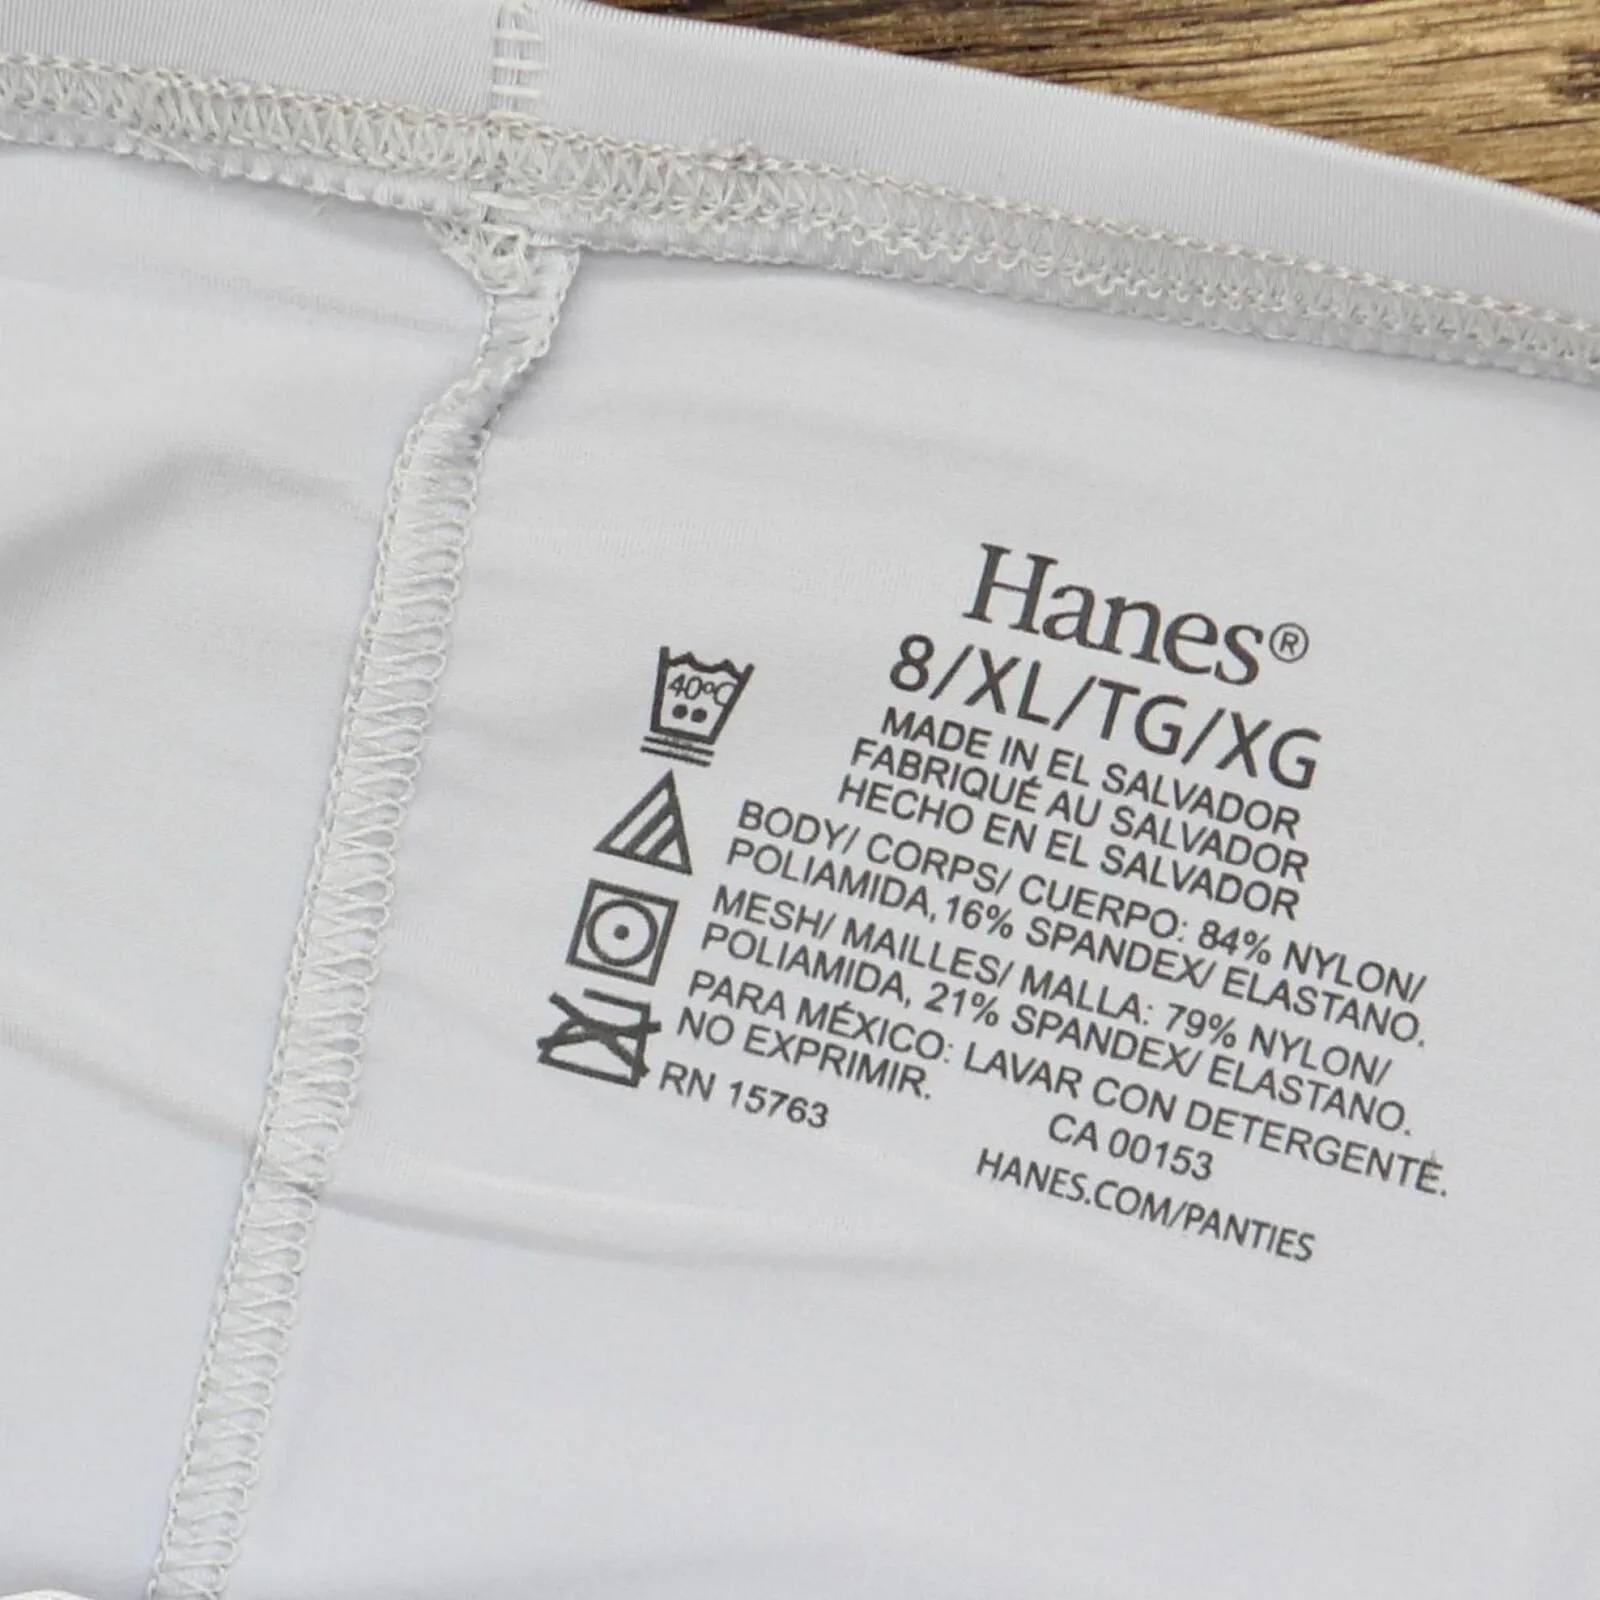 Hanes®
8/XL/TG/XG
MADE IN EL SALVADOR
FABRIQUÉ AU SALVADOR
HECHO EN EL SALVADOR
BODY/ CORPS/ CUERPO: 84% NYLON/
POLIAMIDA, 16% SPANDEX/ ELASTANO.
MESH/ MAILLES/ MALLA: 79% NYLON/
POLIAMIDA, 21% SPANDEX/ ELASTANO.
PARA MÉXICO: LAVAR CON DETERGENTE.
NO EXPRIMIR.
RN 15763 CA 00153
HANES.COM/PANTIES
40ºC